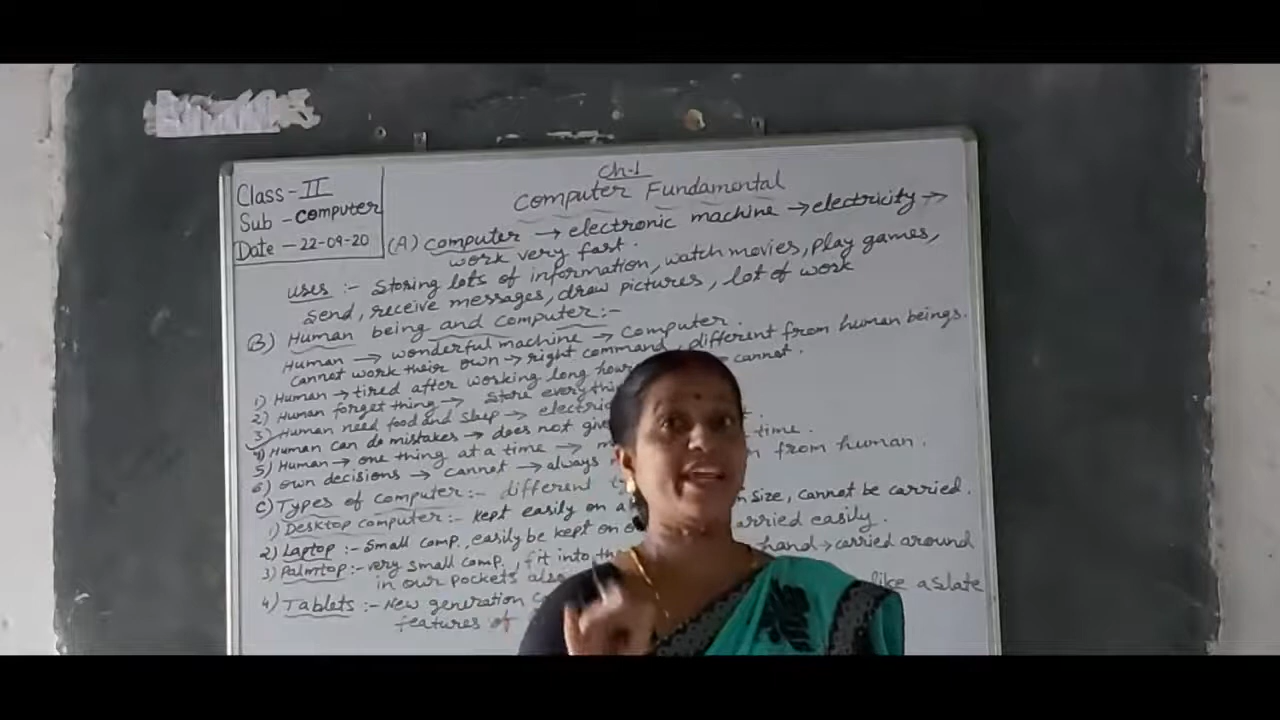 Class - II
Sub - computer
Date - 22-09-20
Ch-1
Computer Fundamental
(A) computer → electronic machine → electricity →
work very fast.
uses :- Storing lots of information, watch movies, play games,
send, receive messages, draw pictures, lot of work
(B) Human being and computer:-
Human → wonderful machine → computer
cannot work their own → right command, different from human beings.
1) Human → tired after working long hour cannot.
2) Human forget thing → store everything
3) Human need food and sleep → electric
4) Human can do mistakes → does not give
5) Human → one thing at a time → time.
6) own decisions → cannot → always from human.
C) Types of computer:- different
1) Desktop computer:- kept easily on a size, cannot be carried.
2) Laptop :- small comp., easily be kept on carried easily.
3) Palmtop :- very small comp., fit into the hand → carried around
in our pockets also
4) Tablets :- New generation like a slate
features of